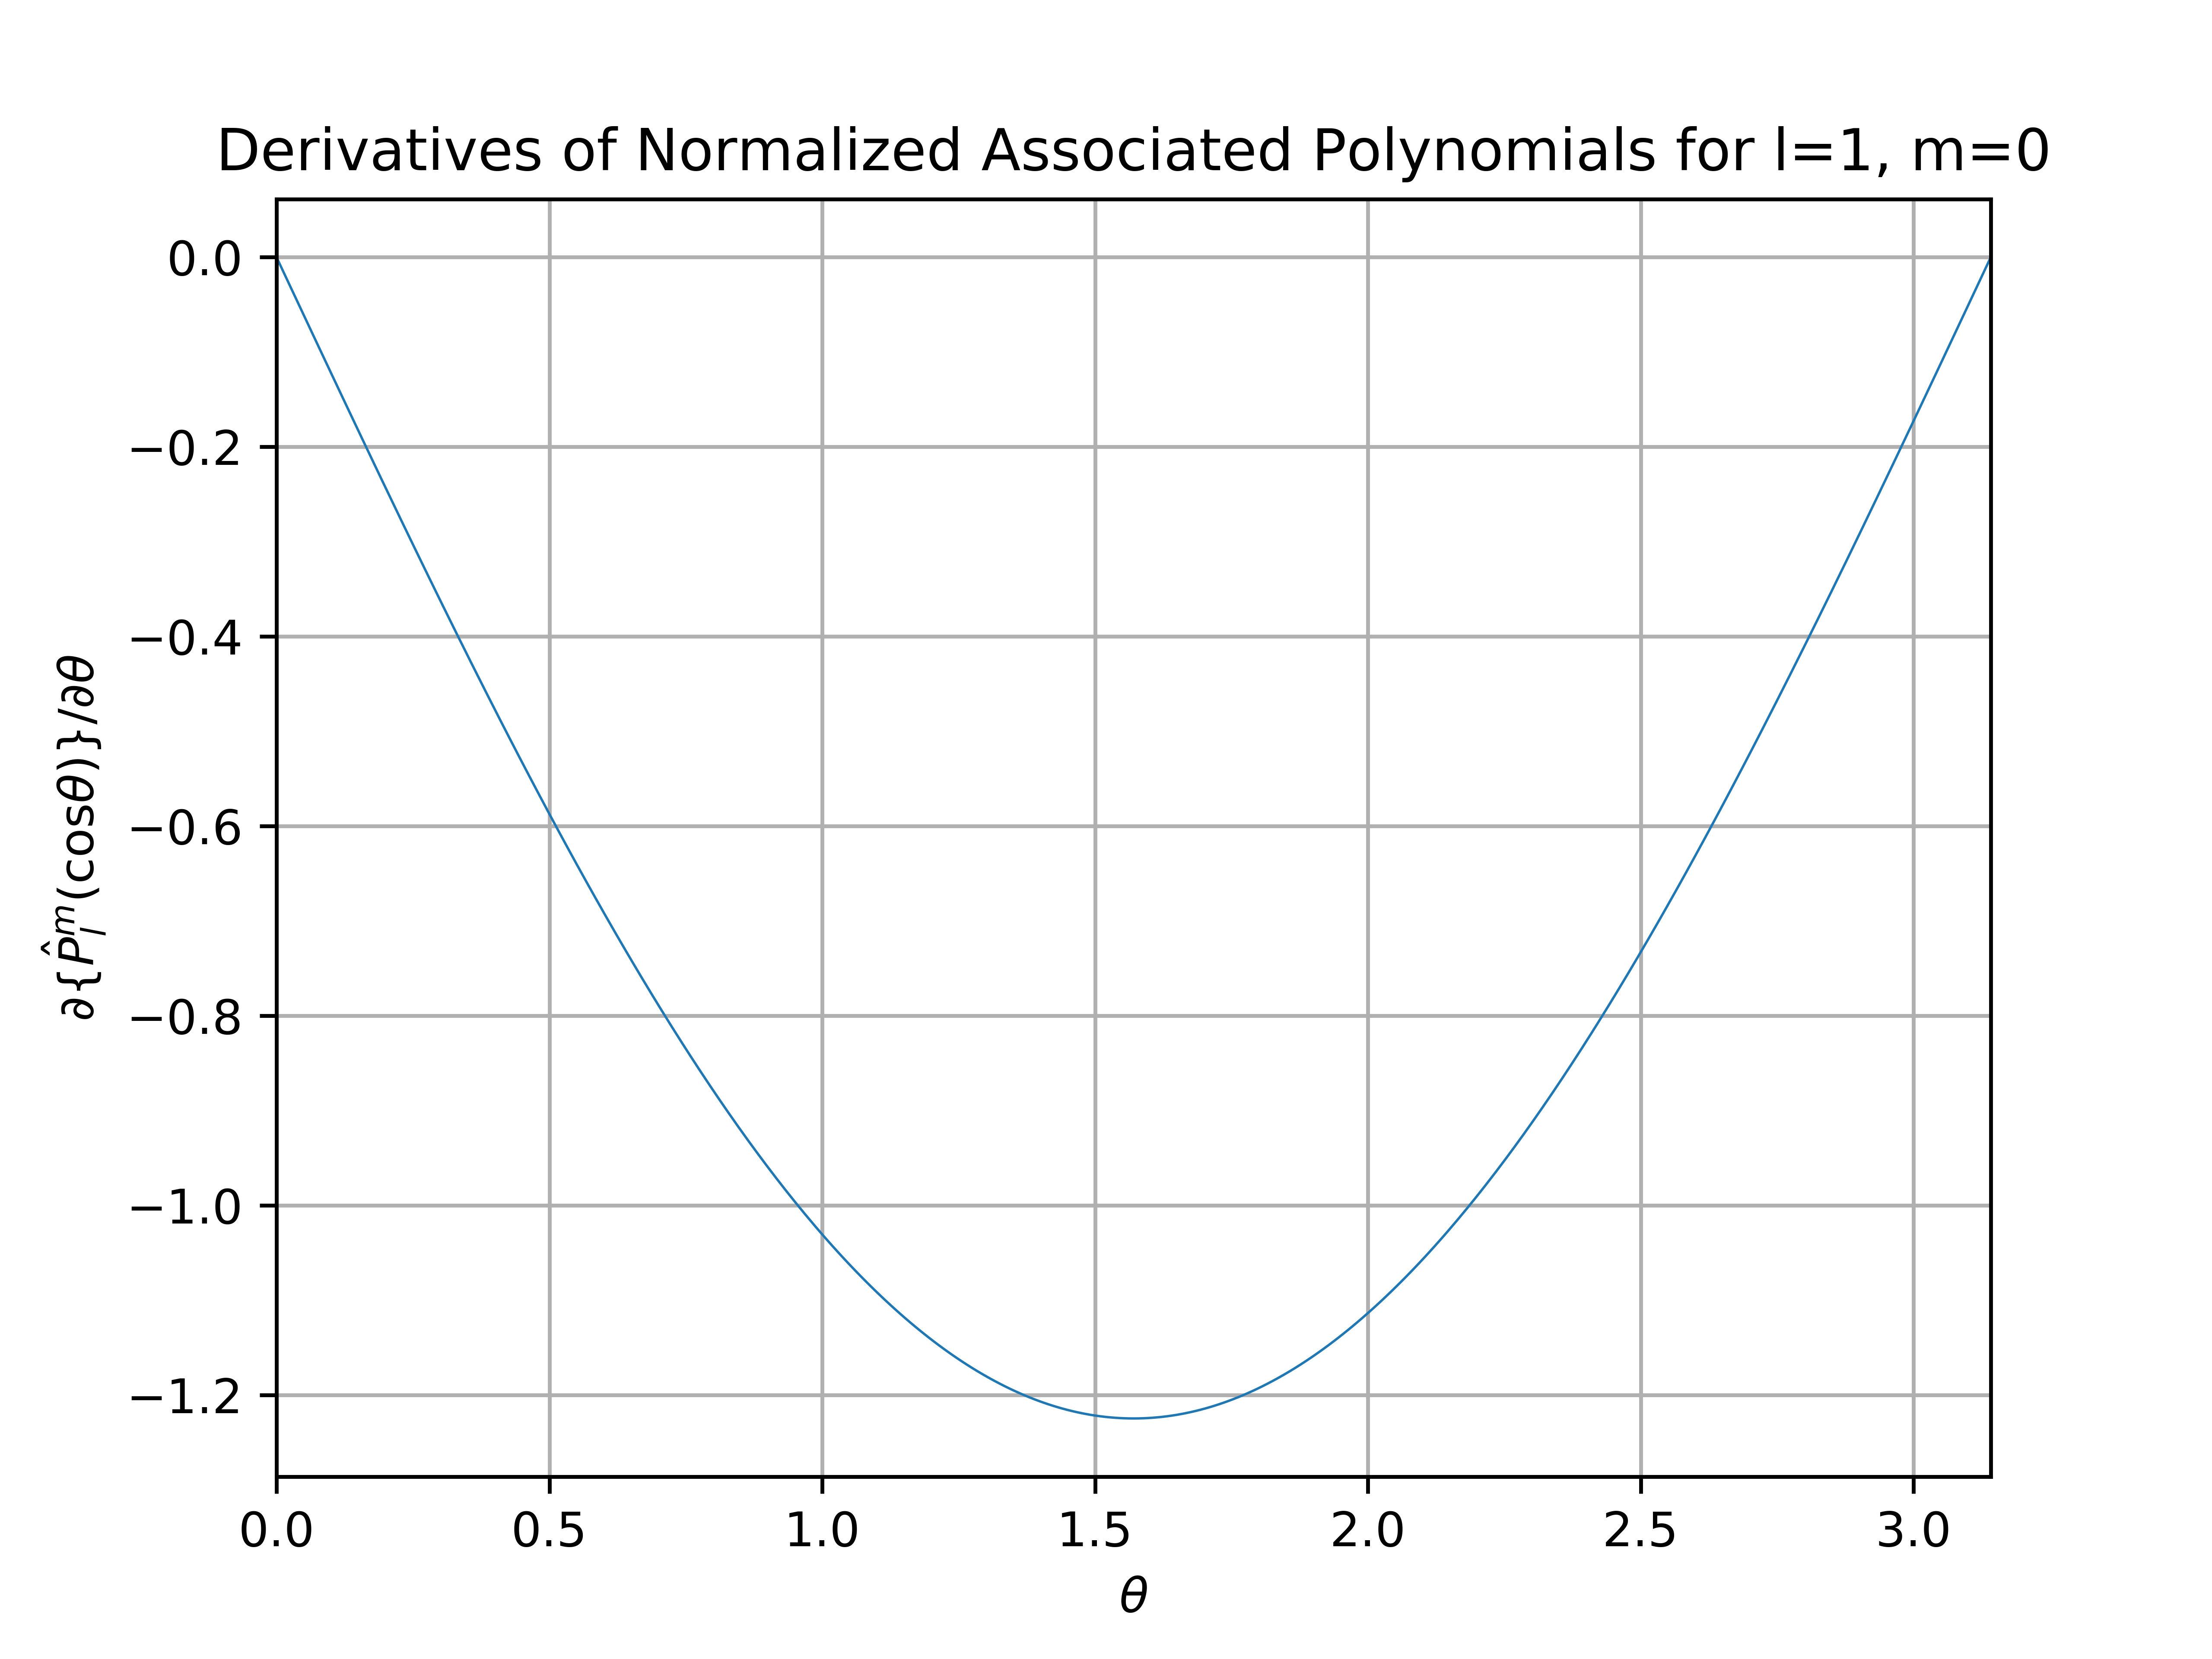 Derivatives of Normalized Associated Polynomials for l=1, m=0
0.0
−0.2
−0.4
−0.6
−0.8
−1.0
−1.2
∂{P̂_l^m(cosθ)}/∂θ
0.0 0.5 1.0 1.5 2.0 2.5 3.0
θ